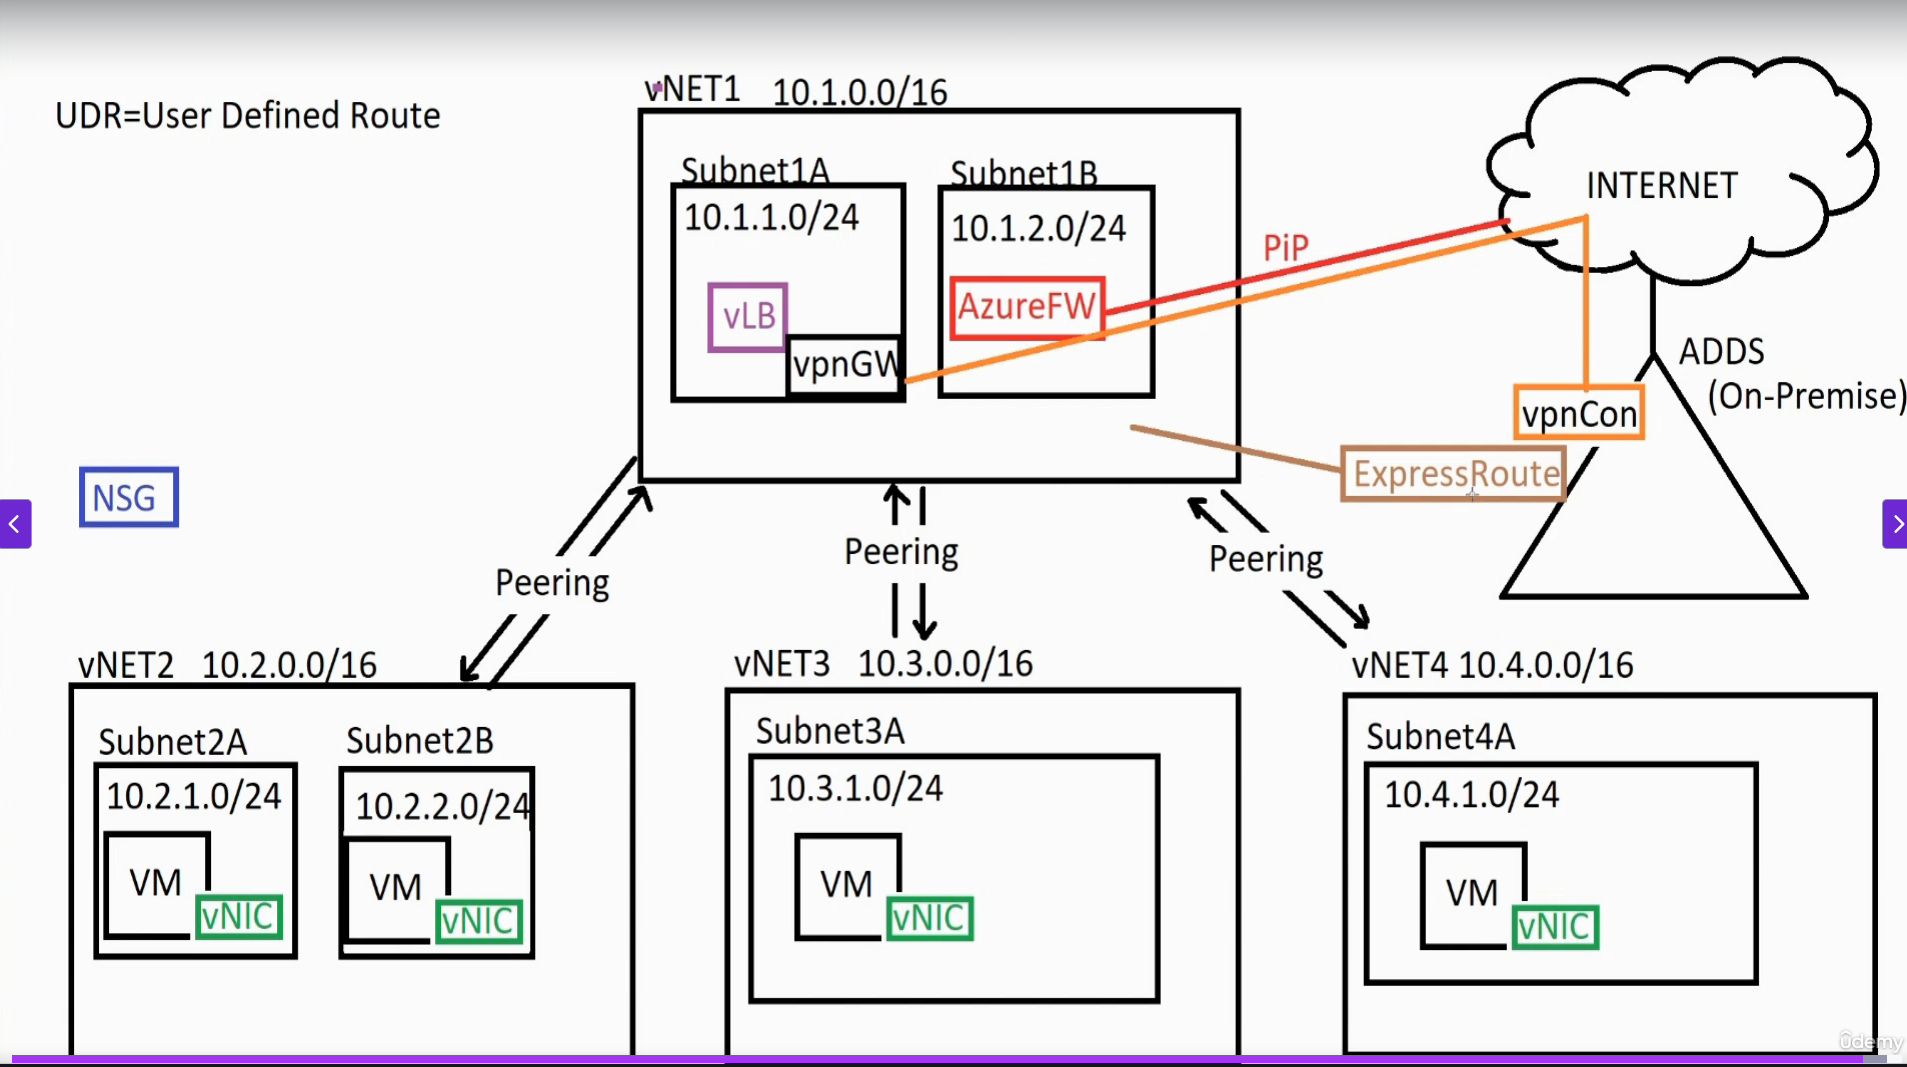 vNET1 10.1.0.0/16
UDR=User Defined Route
Subnet1A
Subnet1B
10.1.1.0/24
10.1.2.0/24
INTERNET
PiP
vLB
AzureFW
vpnGW
ADDS
(On-Premise)
vpnCon
ExpressRoute
NSG
Peering
Peering
Peering
vNET2 10.2.0.0/16
vNET3 10.3.0.0/16
vNET4 10.4.0.0/16
Subnet2A
Subnet2B
Subnet3A
Subnet4A
10.2.1.0/24
10.2.2.0/24
10.3.1.0/24
10.4.1.0/24
VM
vNIC
VM
vNIC
VM
vNIC
VM
vNIC
ûdemy